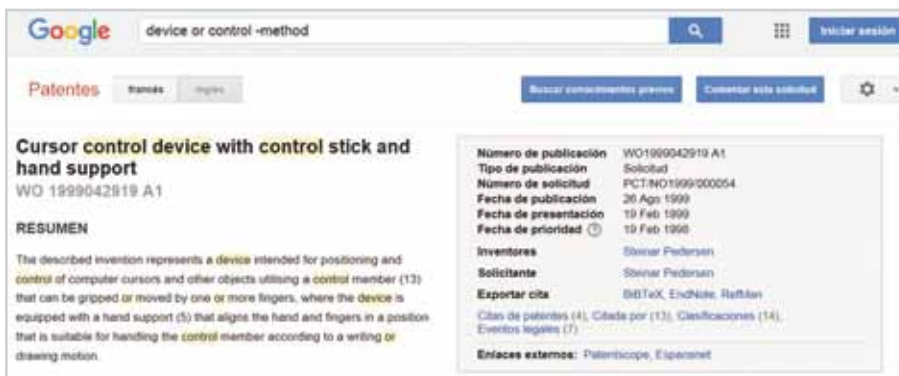 Google device or control -method Iniciar sesión
Patentes francés inglés Buscar conocimientos previos Comentar esta solicitud
Cursor control device with control stick and
hand support
WO 1999042919 A1
RESUMEN
The described invention represents a device intended for positioning and
control of computer cursors and other objects utilising a control member (13)
that can be gripped or moved by one or more fingers, where the device is
equipped with a hand support (5) that aligns the hand and fingers in a position
that is suitable for handling the control member according to a writing or
drawing motion.
Número de publicación WO1999042919 A1
Tipo de publicación Solicitud
Número de solicitud PCT/NO1999/000054
Fecha de publicación 26 Ago 1999
Fecha de presentación 19 Feb 1999
Fecha de prioridad ? 19 Feb 1998
Inventores Steinar Pedersen
Solicitante Steinar Pedersen
Exportar cita BiBTeX, EndNote, RefMan
Citas de patentes (4), Citada por (13), Clasificaciones (14),
Eventos legales (7)
Enlaces externos: Patentscope, Espacenet